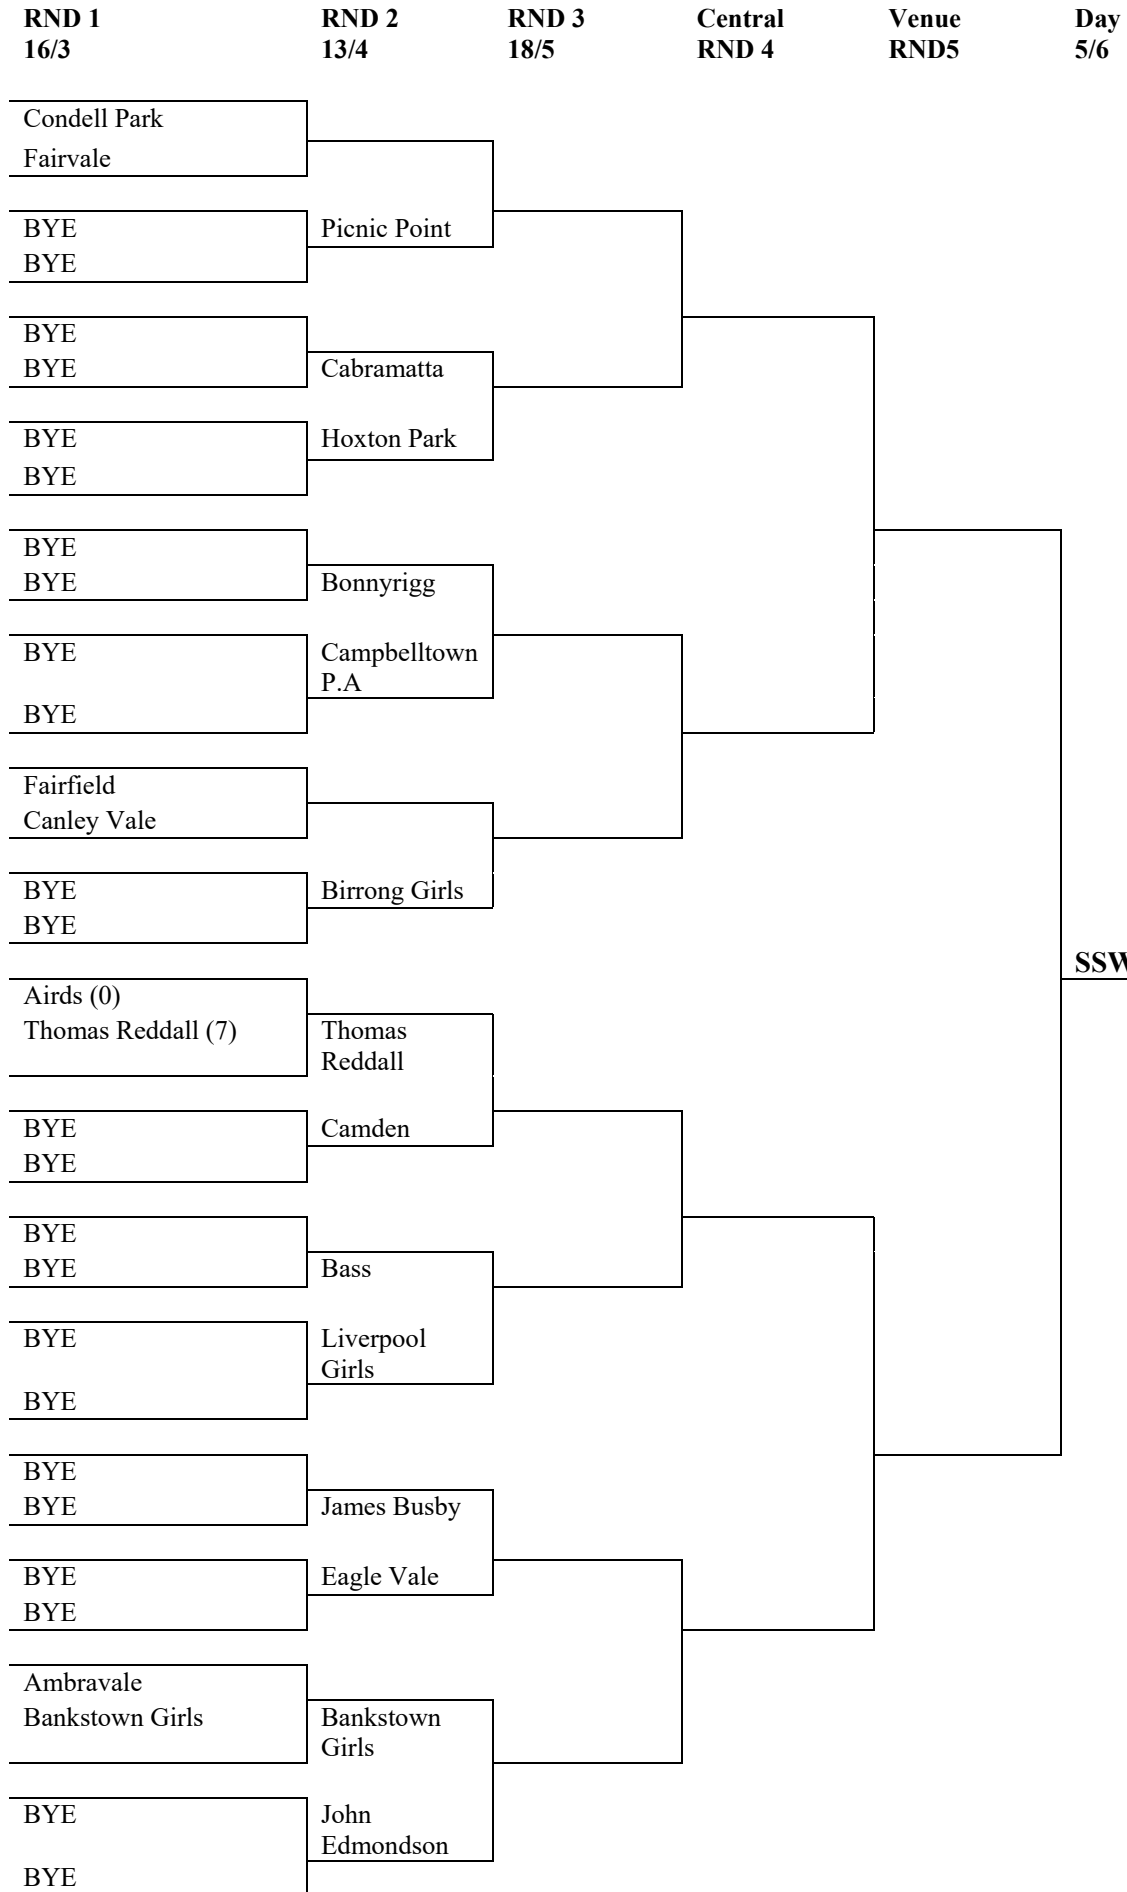 RND 1 RND 2 RND 3 Central Venue Day
16/3 13/4 18/5 RND 4 RND5 5/6
Condell Park
Fairvale
BYE Picnic Point
BYE
BYE
BYE Cabramatta
BYE Hoxton Park
BYE
BYE
BYE Bonnyrigg
BYE Campbelltown
P.A
BYE
Fairfield
Canley Vale
BYE Birrong Girls
BYE
SSW
Airds (0)
Thomas Reddall (7) Thomas
Reddall
BYE Camden
BYE
BYE
BYE Bass
BYE Liverpool
Girls
BYE
BYE
BYE James Busby
BYE Eagle Vale
BYE
Ambravale
Bankstown Girls Bankstown
Girls
BYE John
Edmondson
BYE